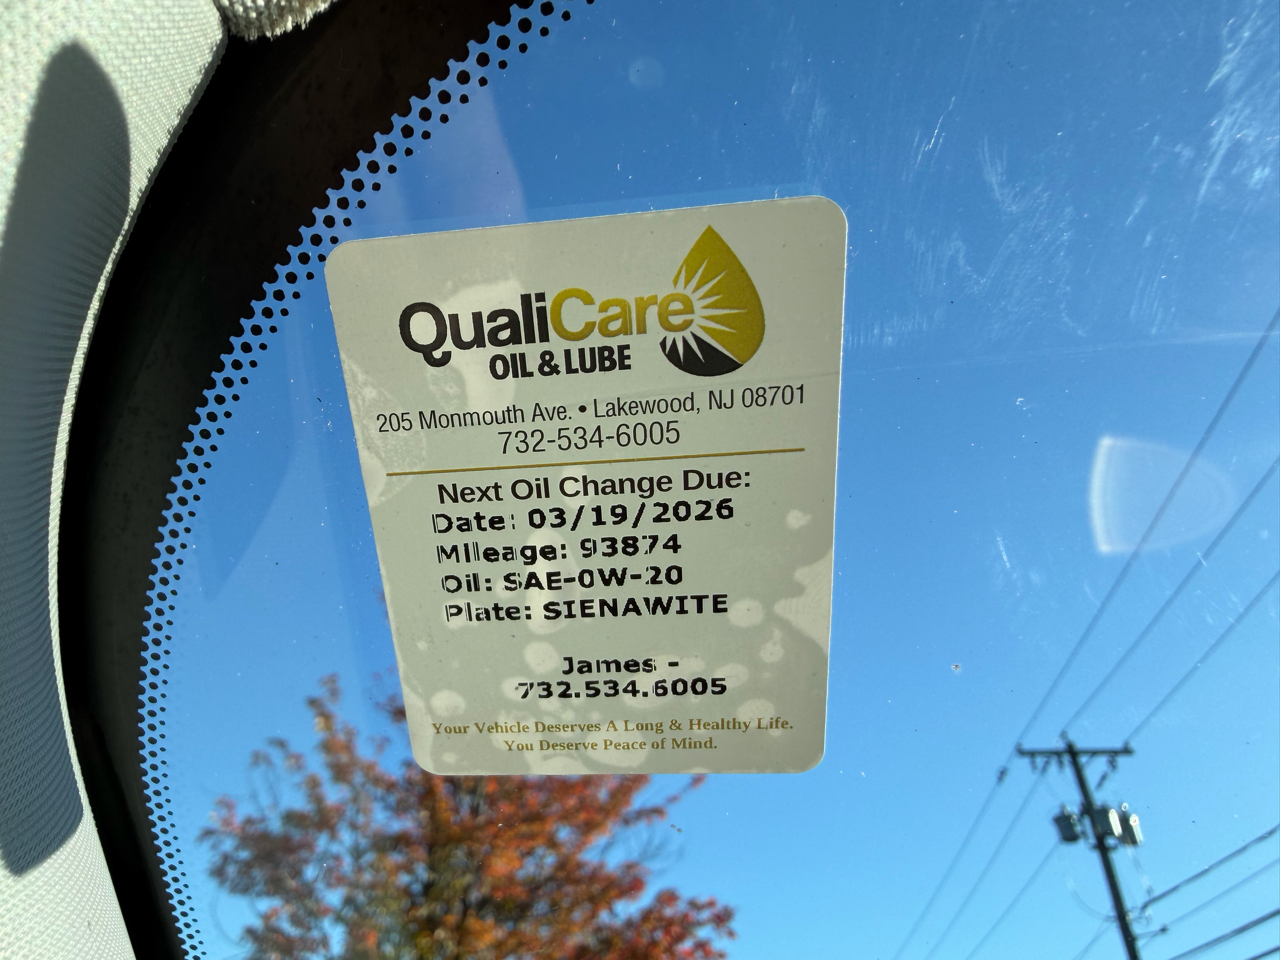 QualiCare
OIL & LUBE
205 Monmouth Ave. • Lakewood, NJ 08701
732-534-6005
Next Oil Change Due:
Date: 03/19/2026
Mileage: 93874
Oil: SAE-0W-20
Plate: SIENAWITE
James -
732.534.6005
Your Vehicle Deserves A Long & Healthy Life.
You Deserve Peace of Mind.